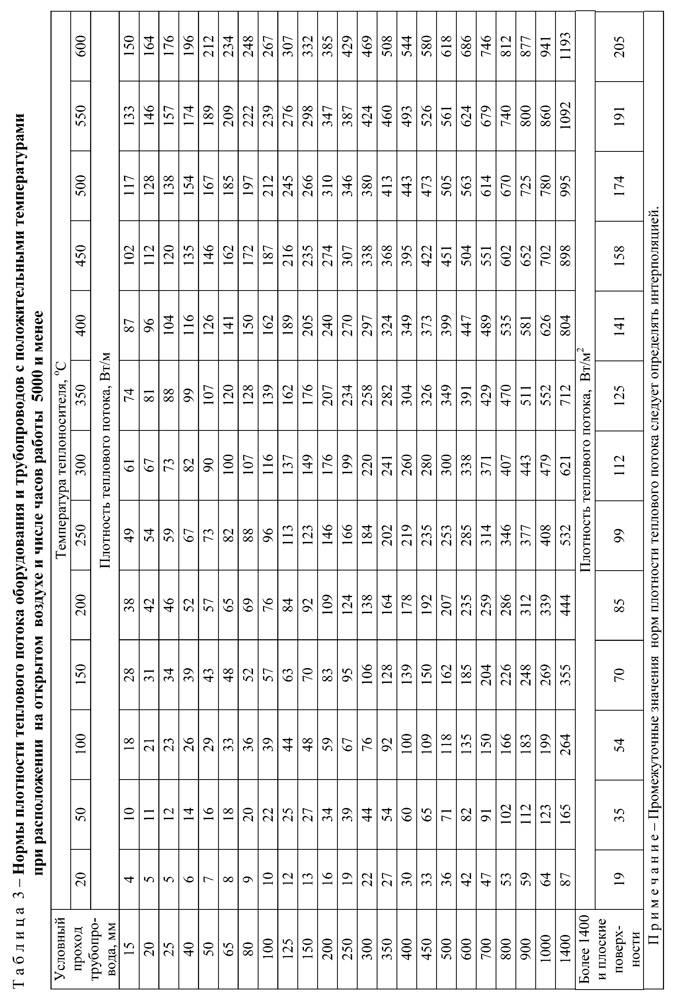 Таблица 3 – Нормы плотности теплового потока оборудования и трубопроводов с положительными температурами
при расположении на открытом воздухе и числе часов работы 5000 и менее
Условный проход трубопро-вода, мм Температура теплоносителя, °С
20 50 100 150 200 250 300 350 400 450 500 550 600
Плотность теплового потока, Вт/м
15 4 10 18 28 38 49 61 74 87 102 117 133 150
20 5 11 21 31 42 54 67 81 96 112 128 146 164
25 5 12 23 34 46 59 73 88 104 120 138 157 176
40 6 14 26 39 52 67 82 99 116 135 154 174 196
50 7 16 29 43 57 73 90 107 126 146 167 189 212
65 8 18 33 48 65 82 100 120 141 162 185 209 234
80 9 20 36 52 69 88 107 128 150 172 197 222 248
100 10 22 39 57 76 96 116 139 162 187 212 239 267
125 12 25 44 63 84 113 137 162 189 216 245 276 307
150 13 27 48 70 92 123 149 176 205 235 266 298 332
200 16 34 59 83 109 146 176 207 240 274 310 347 385
250 19 39 67 95 124 166 199 234 270 307 346 387 429
300 22 44 76 106 138 184 220 258 297 338 380 424 469
350 27 54 92 128 164 202 241 282 324 368 413 460 508
400 30 60 100 139 178 219 260 304 349 395 443 493 544
450 33 65 109 150 192 235 280 326 373 422 473 526 580
500 36 71 118 162 207 253 300 349 399 451 505 561 618
600 42 82 135 185 235 285 338 391 447 504 563 624 686
700 47 91 150 204 259 314 371 429 489 551 614 679 746
800 53 102 166 226 286 346 407 470 535 602 670 740 812
900 59 112 183 248 312 377 443 511 581 652 725 800 877
1000 64 123 199 269 339 408 479 552 626 702 780 860 941
1400 87 165 264 355 444 532 621 712 804 898 995 1092 1193
Более 1400 и плоские поверх-ности Плотность теплового потока, Вт/м²
19 35 54 70 85 99 112 125 141 158 174 191 205
Примечание – Промежуточные значения норм плотности теплового потока следует определять интерполяцией.